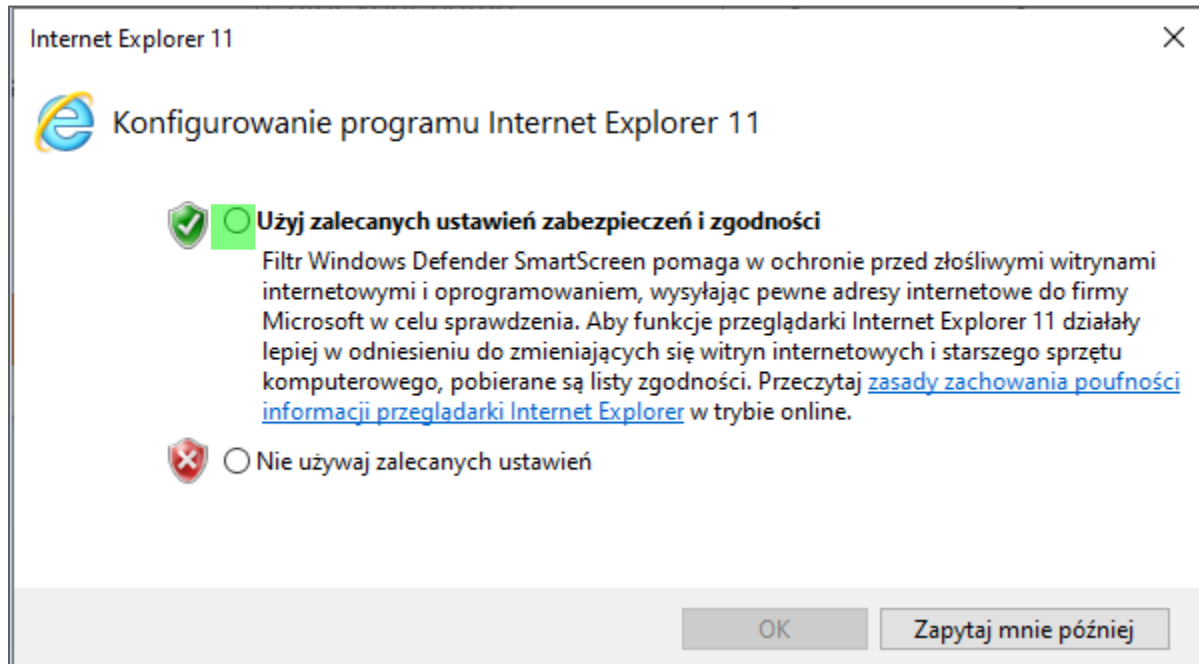 Internet Explorer 11
Konfigurowanie programu Internet Explorer 11
Użyj zalecanych ustawień zabezpieczeń i zgodności
Filtr Windows Defender SmartScreen pomaga w ochronie przed złośliwymi witrynami
internetowymi i oprogramowaniem, wysyłając pewne adresy internetowe do firmy
Microsoft w celu sprawdzenia. Aby funkcje przeglądarki Internet Explorer 11 działały
lepiej w odniesieniu do zmieniających się witryn internetowych i starszego sprzętu
komputerowego, pobierane są listy zgodności. Przeczytaj zasady zachowania poufności
informacji przeglądarki Internet Explorer w trybie online.
Nie używaj zalecanych ustawień
OK
Zapytaj mnie później